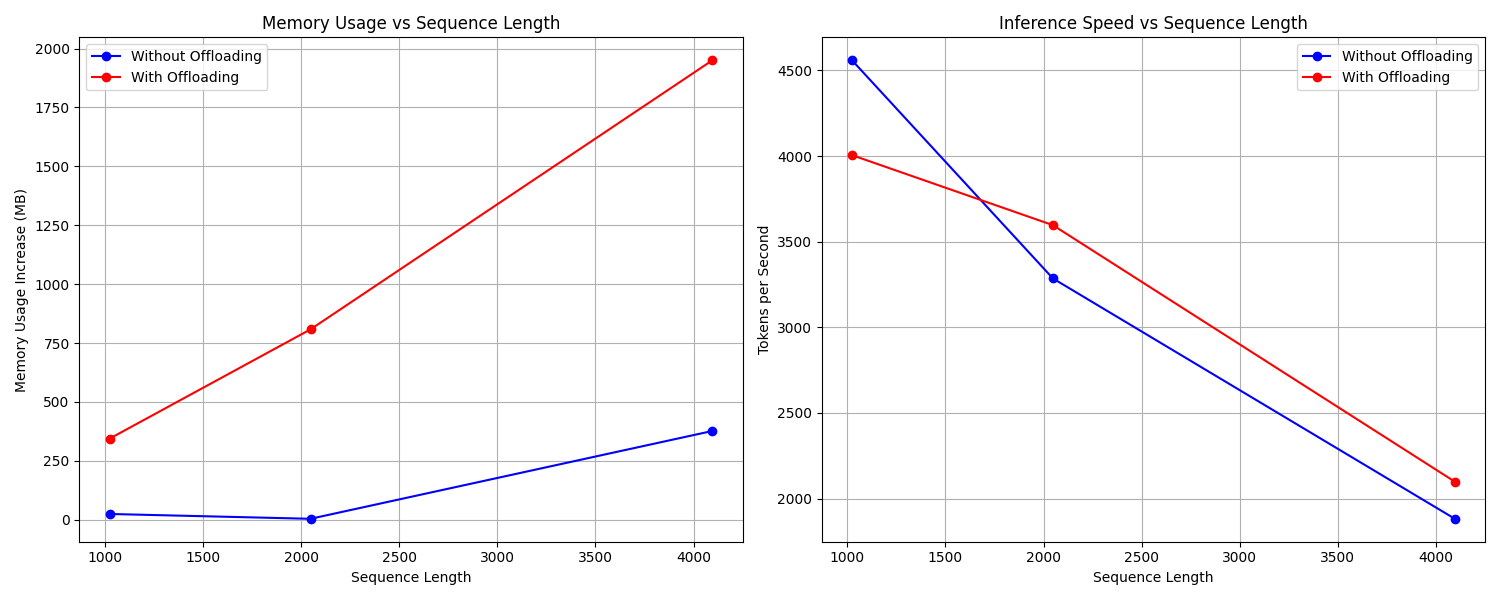 Memory Usage vs Sequence Length
2000
1750
1500
1250
1000
750
500
250
0
Memory Usage Increase (MB)
Without Offloading
With Offloading
1000 1500 2000 2500 3000 3500 4000
Sequence Length
Inference Speed vs Sequence Length
4500
4000
3500
3000
2500
2000
Tokens per Second
Without Offloading
With Offloading
1000 1500 2000 2500 3000 3500 4000
Sequence Length